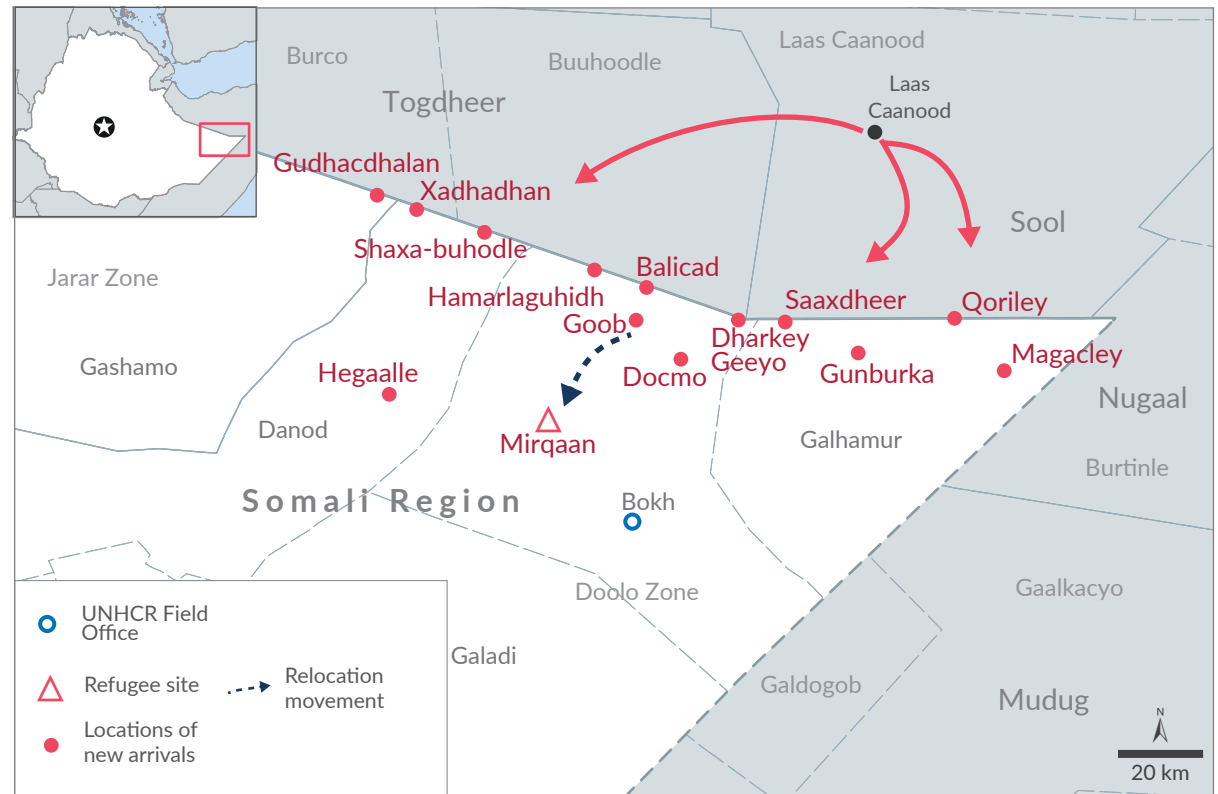 Burco
Buuhoodle
Laas Caanood
Togdheer
Laas
Caanood
Gudhacdhalan
Xadhadhan
Sool
Shaxa-buhodle
Jarar Zone
Balicad
Hamarlaguhidh
Saaxdheer
Qoriley
Goob
Dharkey
Geeyo
Magacley
Gashamo
Hegaalle
Docmo
Gunburka
Nugaal
Danod
Mirqaan
Galhamur
Burtinle
Somali Region
Bokh
Doolo Zone
Gaalkacyo
UNHCR Field
Office
Galadi
Refugee site
Relocation
movement
Galdogob
Mudug
Locations of
new arrivals
N
20 km